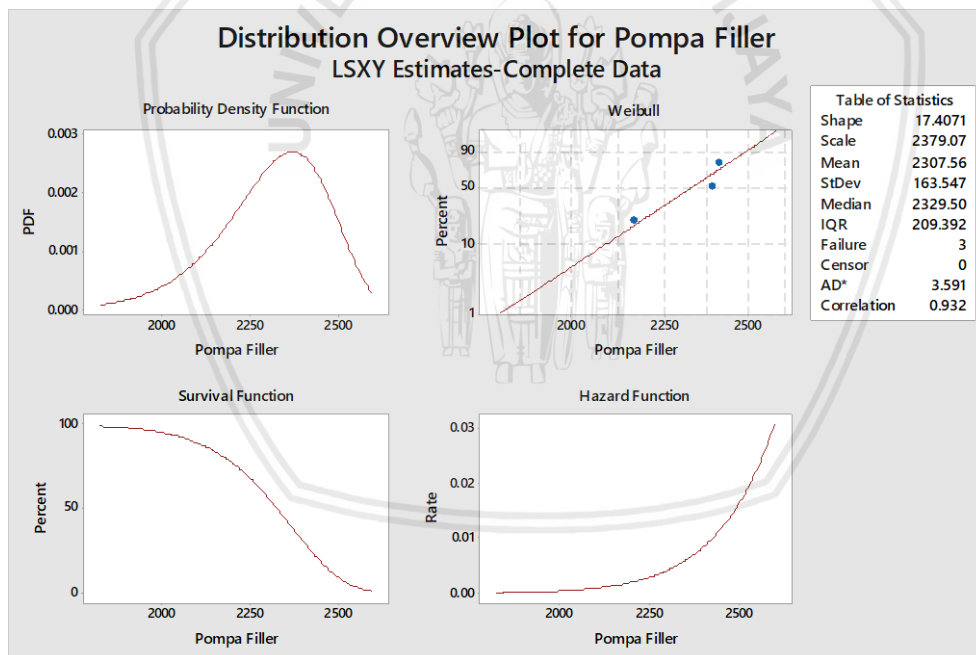 Distribution Overview Plot for Pompa Filler
LSXY Estimates-Complete Data
Probability Density Function
PDF
0.003
0.002
0.001
0.000
2000 2250 2500
Pompa Filler
Weibull
Percent
90
50
10
1
2000 2250 2500
Pompa Filler
Table of Statistics
Shape 17.4071
Scale 2379.07
Mean 2307.56
StDev 163.547
Median 2329.50
IQR 209.392
Failure 3
Censor 0
AD* 3.591
Correlation 0.932
Survival Function
Percent
100
50
0
2000 2250 2500
Pompa Filler
Hazard Function
Rate
0.03
0.02
0.01
0.00
2000 2250 2500
Pompa Filler